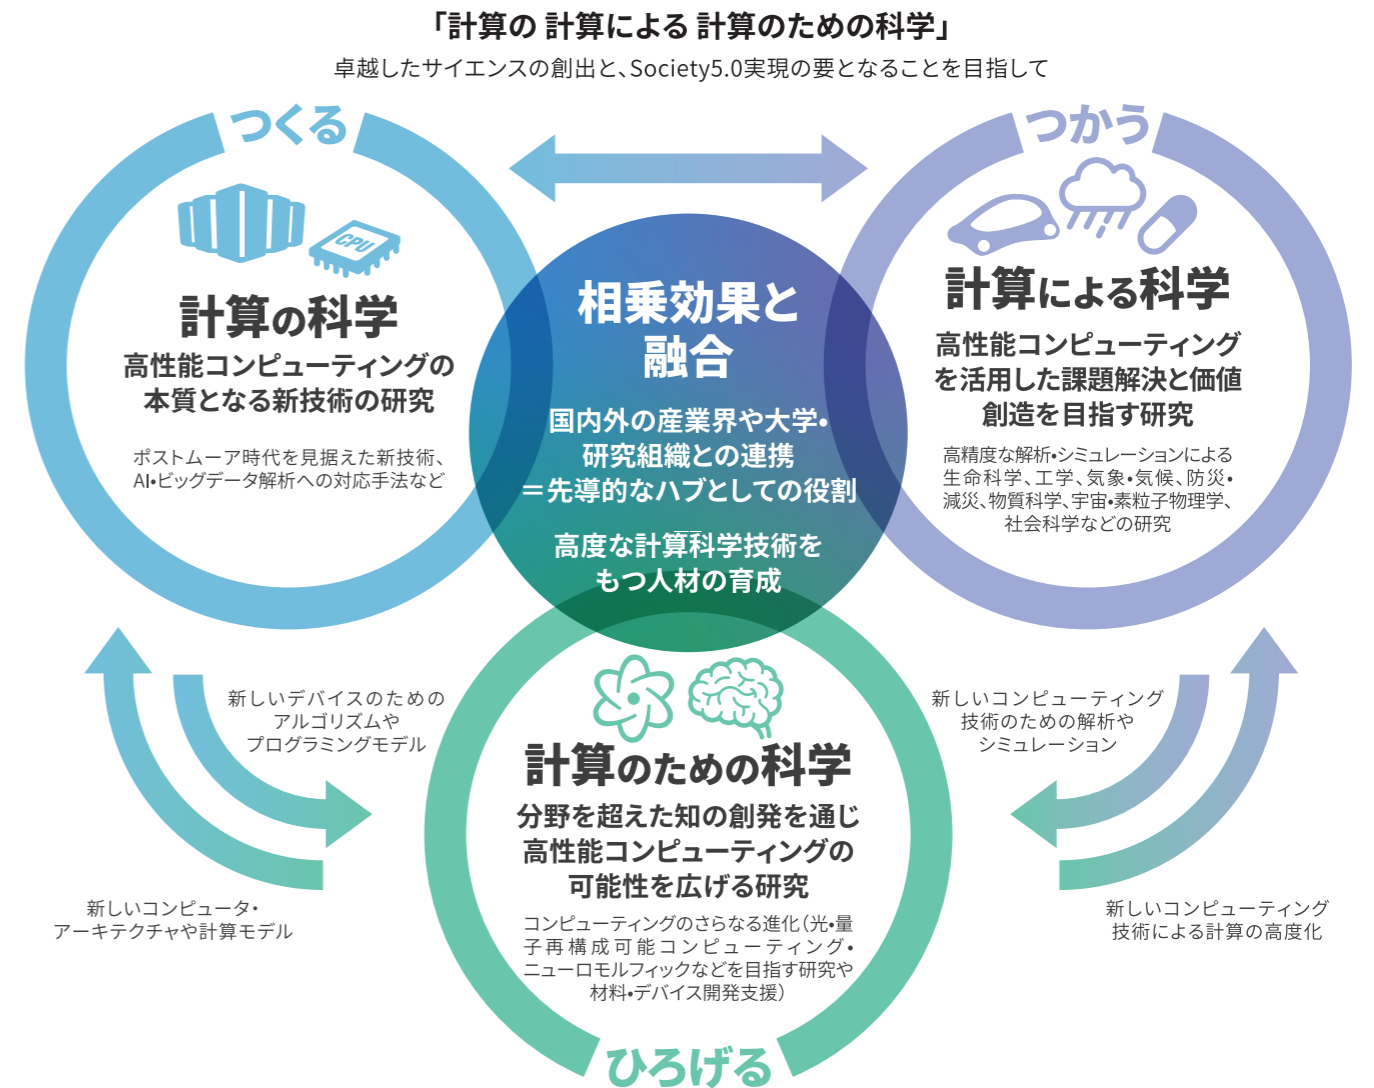 「計算の 計算による 計算のための科学」
卓越したサイエンスの創出と、Society5.0実現の要となることを目指して
つくる
CPU
計算の科学
高性能コンピューティングの
本質となる新技術の研究
ポストムーア時代を見据えた新技術、
AI•ビッグデータ解析への対応手法など
つかう
計算による科学
高性能コンピューティング
を活用した課題解決と価値
創造を目指す研究
高精度な解析•シミュレーションによる
生命科学、工学、気象•気候、防災•
減災、物質科学、宇宙•素粒子物理学、
社会科学などの研究
相乗効果と
融合
国内外の産業界や大学•
研究組織との連携
＝先導的なハブとしての役割
高度な計算科学技術を
もつ人材の育成
新しいデバイスのための
アルゴリズムや
プログラミングモデル
新しいコンピュータ・
アーキテクチャや計算モデル
新しいコンピューティング
技術のための解析や
シミュレーション
新しいコンピューティング
技術による計算の高度化
計算のための科学
分野を超えた知の創発を通じ
高性能コンピューティングの
可能性を広げる研究
コンピューティングのさらなる進化（光•量
子再構成可能コンピューティング•
ニューロモルフィックなどを目指す研究や
材料•デバイス開発支援）
ひろげる